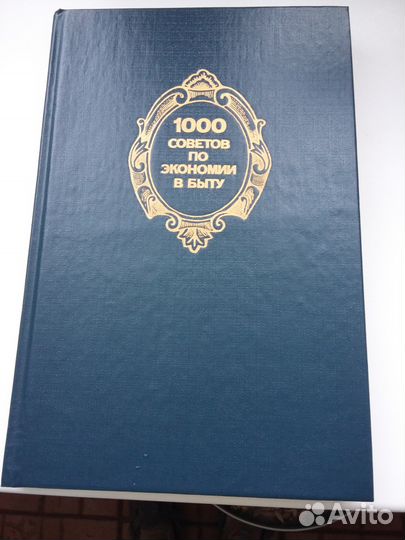 1000
СОВЕТОВ
ПО
ЭКОНОМИИ
В БЫТУ
Avito